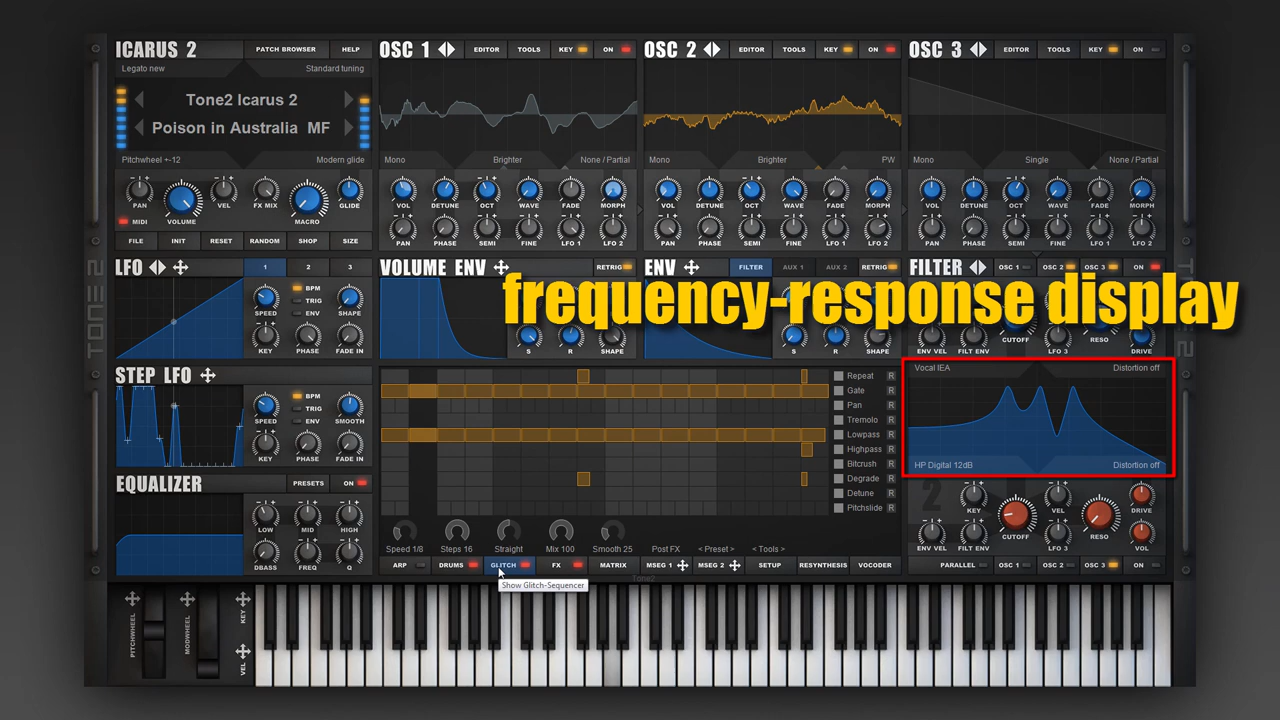 ICARUS 2 PATCH BROWSER HELP
Legato new Standard tuning
Tone2 Icarus 2
Poison in Australia MF
Pitchwheel +-12 Modern glide
PAN VOLUME VEL FX MIX MACRO GLIDE
MIDI
FILE INIT RESET RANDOM SHOP SIZE
OSC 1 EDITOR TOOLS KEY ON
Mono Brighter None / Partial
VOL DETUNE OCT WAVE FADE MORPH
PAN PHASE SEMI FINE LFO 1 LFO 2
OSC 2 EDITOR TOOLS KEY ON
Mono Brighter PW
VOL DETUNE OCT WAVE FADE MORPH
PAN PHASE SEMI FINE LFO 1 LFO 2
OSC 3 EDITOR TOOLS KEY ON
Mono Single None / Partial
VOL DETUNE OCT WAVE FADE MORPH
PAN PHASE SEMI FINE LFO 1 LFO 2
LFO 1 2 3
BPM
TRIG
ENV
SPEED SHAPE
KEY PHASE FADE IN
VOLUME ENV RETRIG
S R SHAPE
ENV FILTER AUX 1 AUX 2 RETRIG
S R SHAPE
FILTER OSC 1 OSC 2 OSC 3 ON
frequency-response display
CUTOFF RESO
ENV VEL FILT ENV LFO 3 DRIVE
TONE 2
STEP LFO
BPM
TRIG
ENV
SPEED SMOOTH
KEY PHASE FADE IN
Repeat R
Gate R
Pan R
Tremolo R
Lowpass R
Highpass R
Bitcrush R
Degrade R
Detune R
Pitchslide R
Vocal IEA Distortion off
HP Digital 12dB Distortion off
EQUALIZER PRESETS ON
LOW MID HIGH
DBASS FREQ Q
Speed 1/8 Steps 16 Straight Mix 100 Smooth 25 Post FX < Preset > < Tools >
2
KEY CUTOFF VEL RESO DRIVE
ENV VEL FILT ENV LFO 3 VOL
ARP DRUMS GLITCH FX MATRIX MSEG 1 MSEG 2 SETUP RESYNTHESIS VOCODER
PARALLEL OSC 1 OSC 2 OSC 3
Tone2
Show Glitch-Sequencer
PITCHWHEEL MODWHEEL KEY VEL